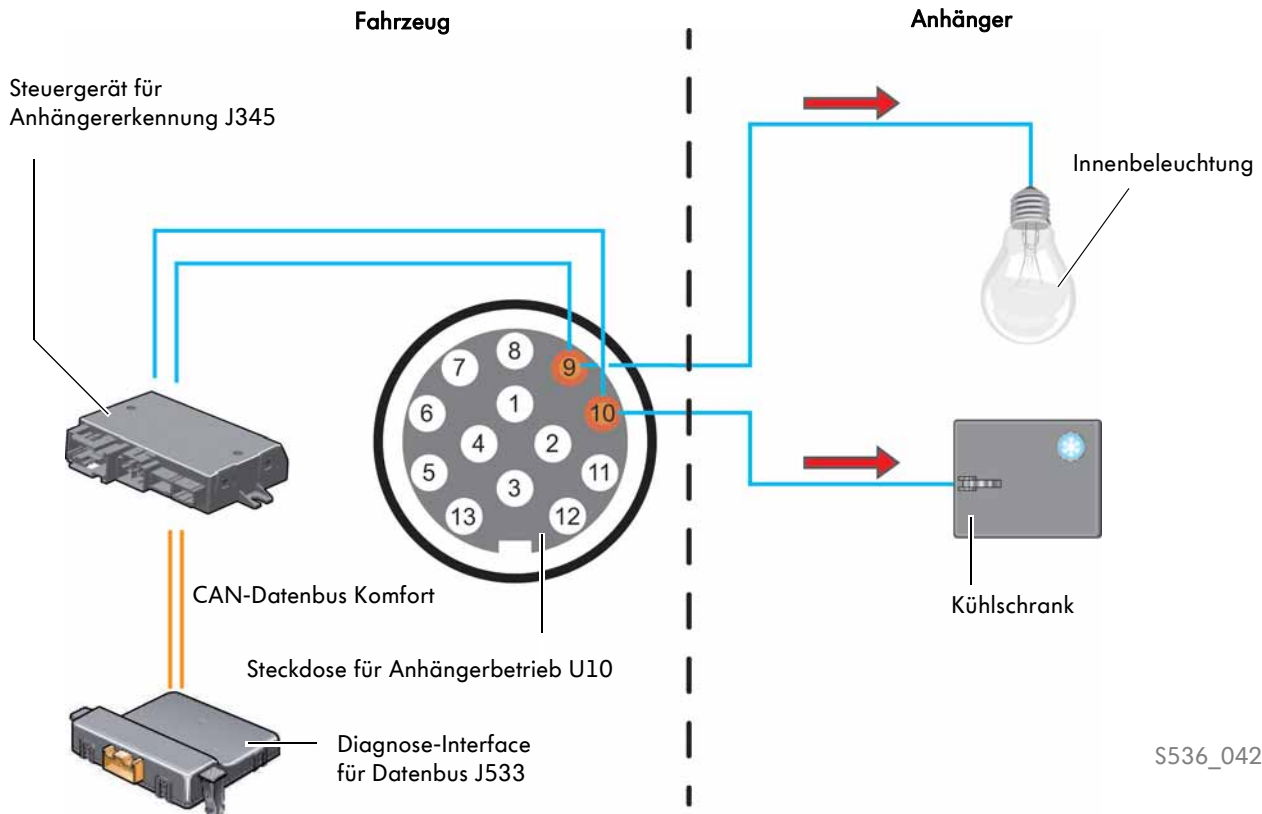 Fahrzeug
Anhänger
Steuergerät für
Anhängererkennung J345
Innenbeleuchtung
8
7
9
1
6
10
4
2
5
11
3
13
12
CAN-Datenbus Komfort
Kühlschrank
Steckdose für Anhängerbetrieb U10
Diagnose-Interface
für Datenbus J533
S536_042